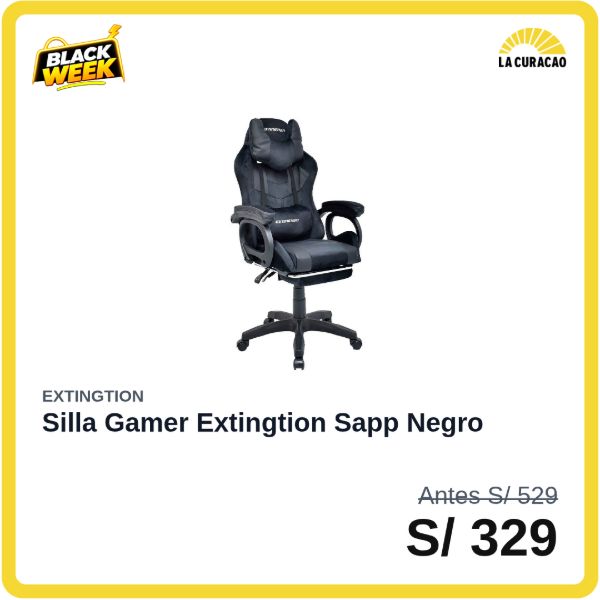 BLACK
WEEK
LA CURACAO
EXTINGTION
Silla Gamer Extingtion Sapp Negro
Antes S/ 529
S/ 329